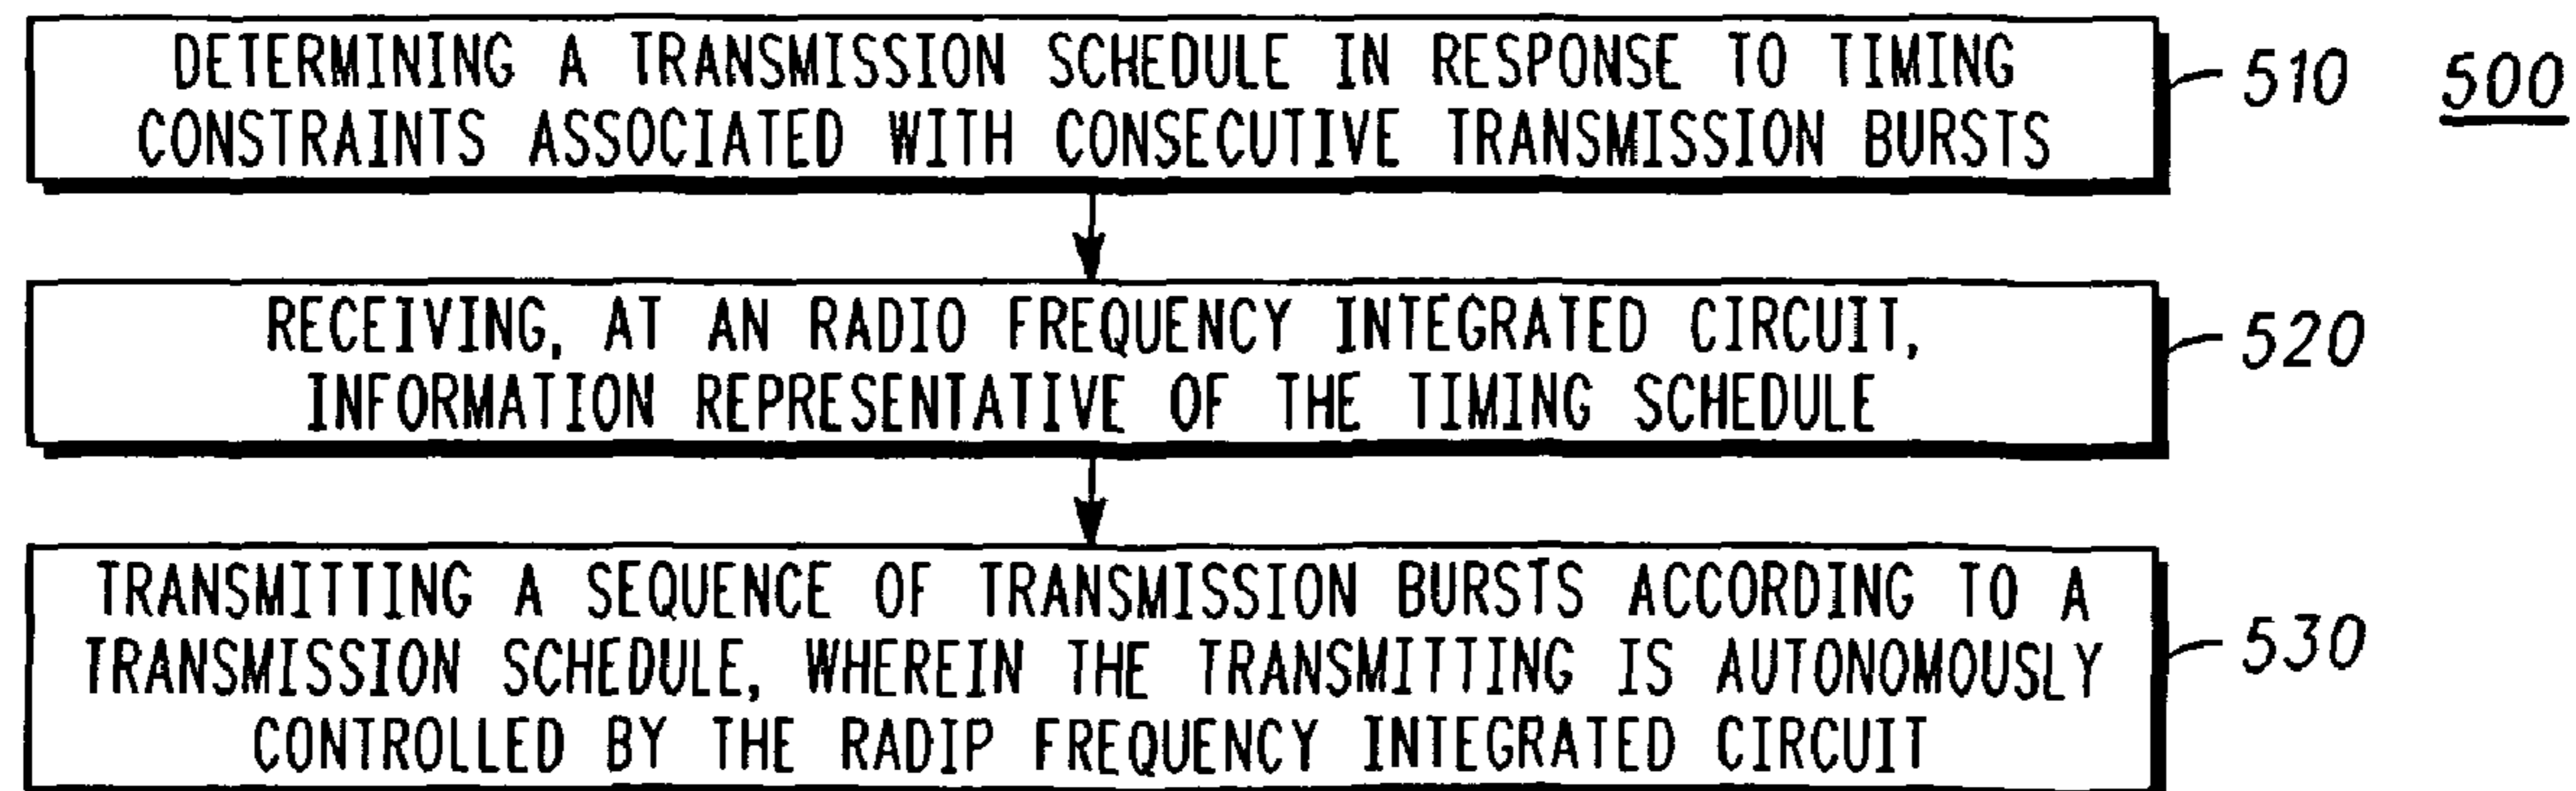 DETERMINING A TRANSMISSION SCHEDULE IN RESPONSE TO TIMING
CONSTRAINTS ASSOCIATED WITH CONSECUTIVE TRANSMISSION BURSTS
510
500
RECEIVING, AT AN RADIO FREQUENCY INTEGRATED CIRCUIT,
INFORMATION REPRESENTATIVE OF THE TIMING SCHEDULE
520
TRANSMITTING A SEQUENCE OF TRANSMISSION BURSTS ACCORDING TO A
TRANSMISSION SCHEDULE, WHEREIN THE TRANSMITTING IS AUTONOMOUSLY
CONTROLLED BY THE RADIP FREQUENCY INTEGRATED CIRCUIT
530